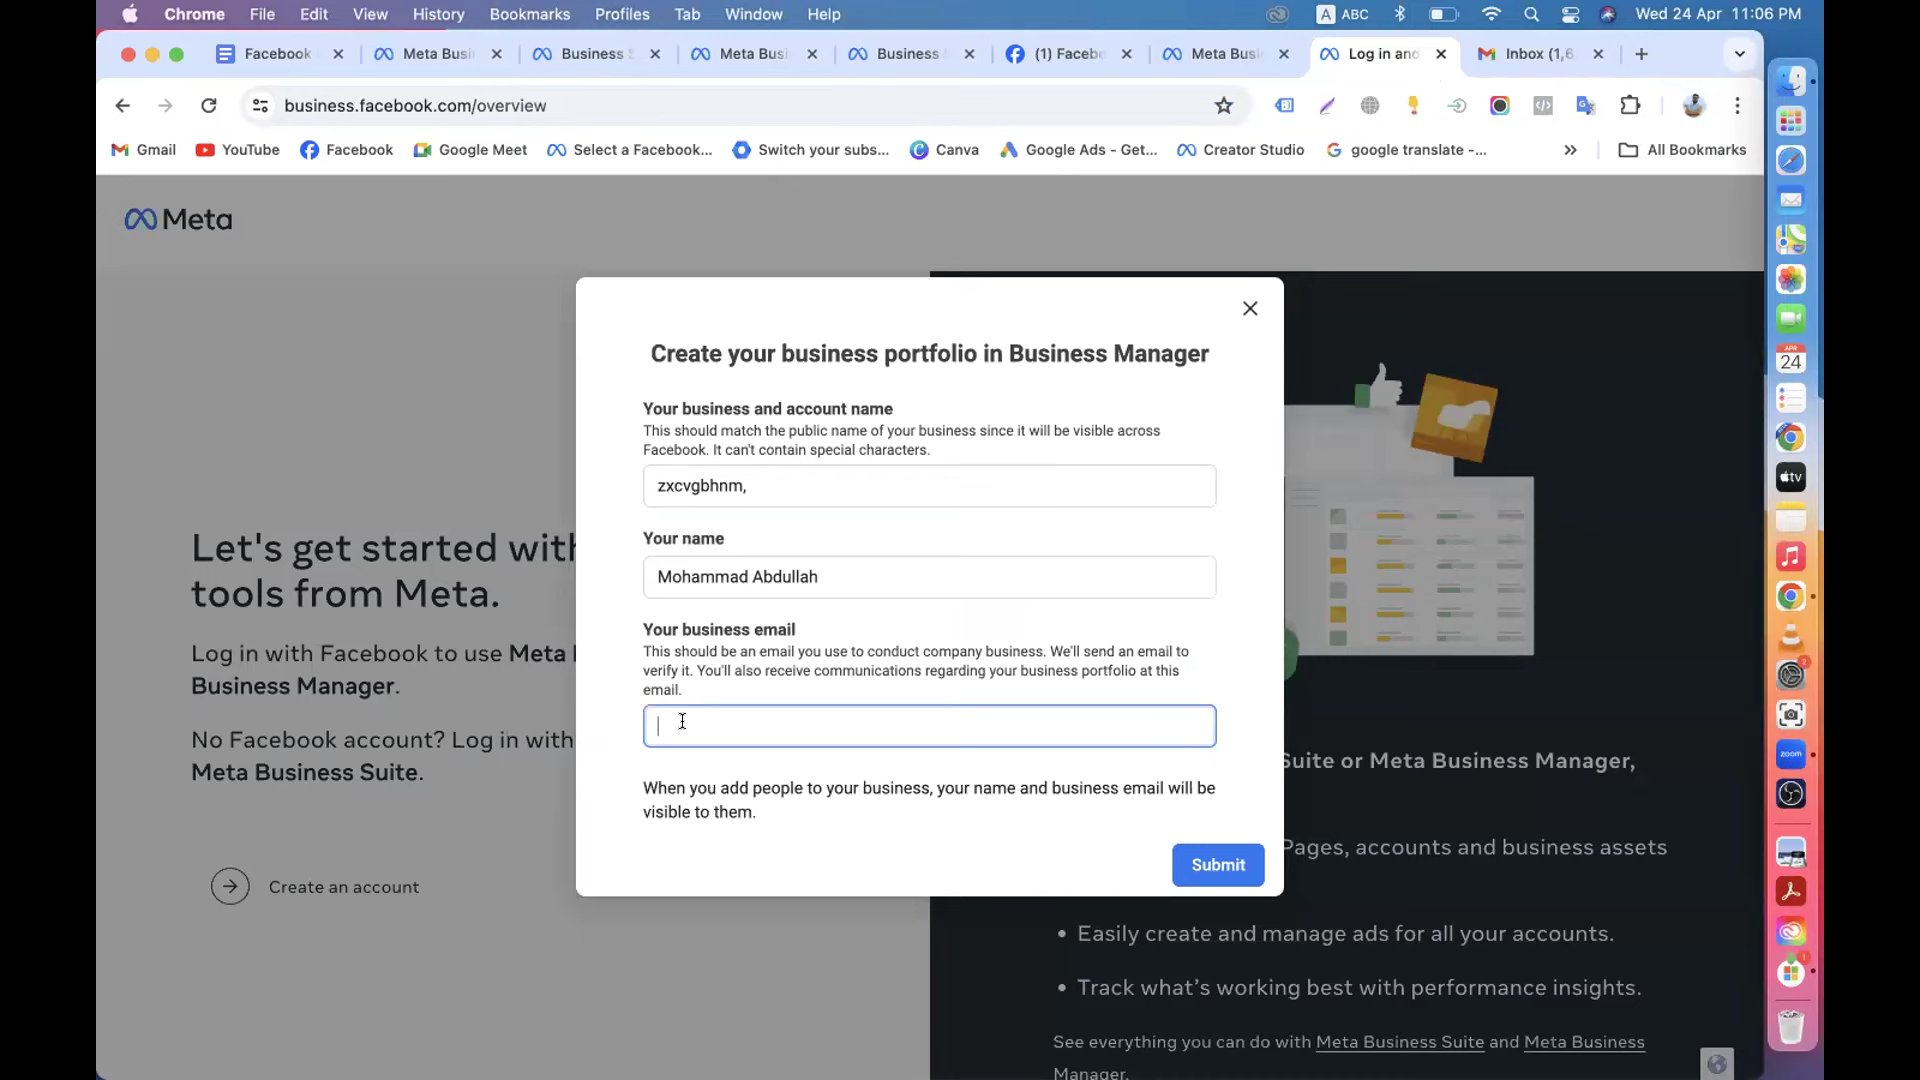 Chrome File Edit View History Bookmarks Profiles Tab Window Help A ABC Wed 24 Apr 11:06 PM
Facebook Meta Busi Business S Meta Busi Business (1) Facebo Meta Busi Log in and Inbox (1,6
business.facebook.com/overview
Gmail YouTube Facebook Google Meet Select a Facebook... Switch your subs... Canva Google Ads - Get... Creator Studio google translate -... » All Bookmarks
Meta
Create your business portfolio in Business Manager
Your business and account name
This should match the public name of your business since it will be visible across
Facebook. It can't contain special characters.
zxcvgbhnm,
Your name
Mohammad Abdullah
Your business email
This should be an email you use to conduct company business. We'll send an email to
verify it. You'll also receive communications regarding your business portfolio at this
email.
When you add people to your business, your name and business email will be
visible to them.
Submit
Let's get started with
tools from Meta.
Log in with Facebook to use Meta
Business Manager.
No Facebook account? Log in with
Meta Business Suite.
Create an account
Suite or Meta Business Manager,
Pages, accounts and business assets
• Easily create and manage ads for all your accounts.
• Track what's working best with performance insights.
See everything you can do with Meta Business Suite and Meta Business
Manager.
APR
24
tv
2
zoom
1